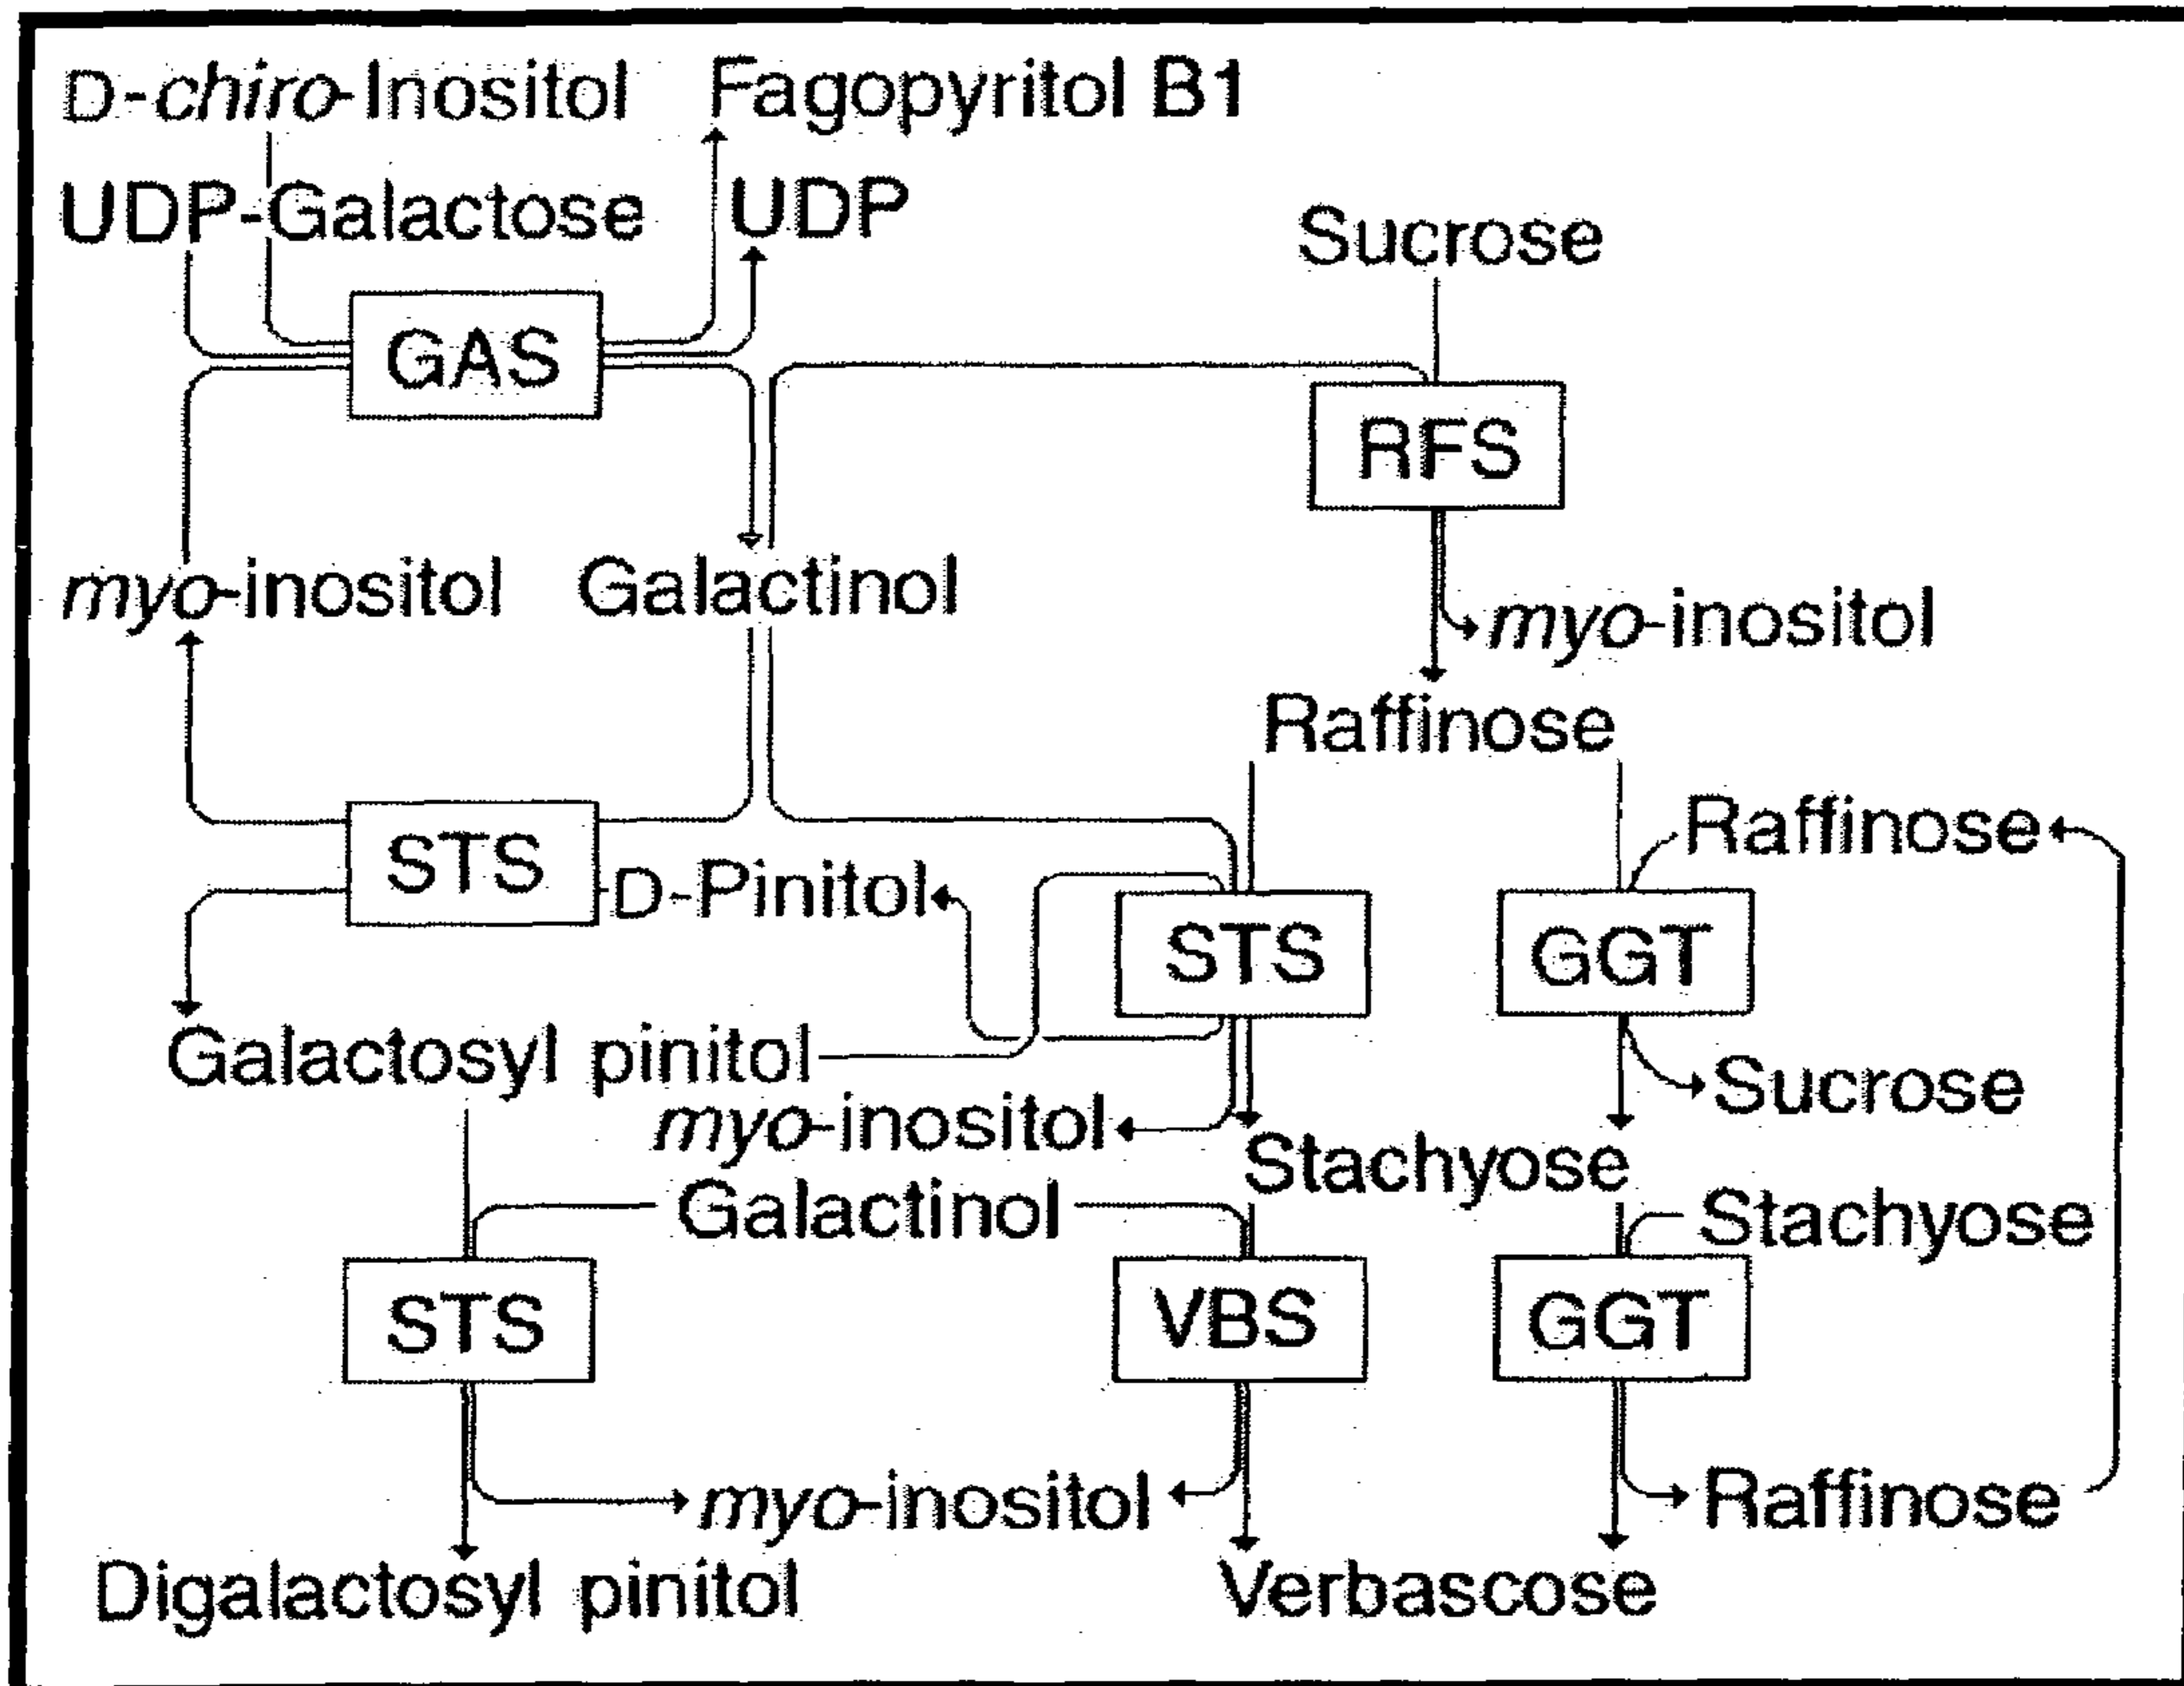 D-chiro-Inositol
Fagopyritol B1
UDP-Galactose
UDP
Sucrose
GAS
RFS
myo-inositol
Galactinol
myo-inositol
Raffinose
Raffinose
STS
D-Pinitol
STS
GGT
Galactosyl pinitol
Sucrose
myo-inositol
Stachyose
Galactinol
Stachyose
STS
VBS
GGT
myo-inositol
Raffinose
Digalactosyl pinitol
Verbascose